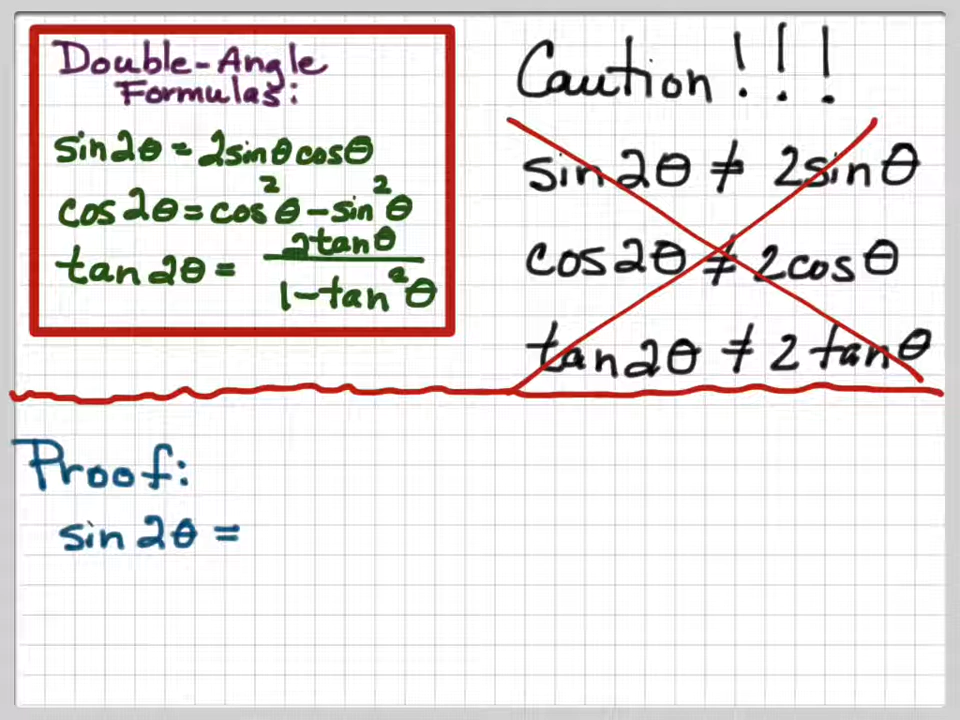 Double-Angle
Formulas:
sin2θ = 2sinθcosθ
cos2θ = cos²θ - sin²θ
tan2θ = 2tanθ
1-tan²θ
Caution!!!
sin2θ ≠ 2sinθ
cos2θ ≠ 2cosθ
tan2θ ≠ 2tanθ
Proof:
sin2θ =